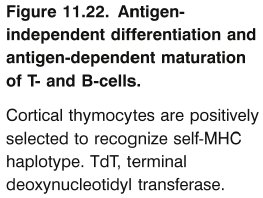 Figure 11.22. Antigen-
independent differentiation and
antigen-dependent maturation
of T- and B-cells.
Cortical thymocytes are positively
selected to recognize self-MHC
haplotype. TdT, terminal
deoxynucleotidyl transferase.